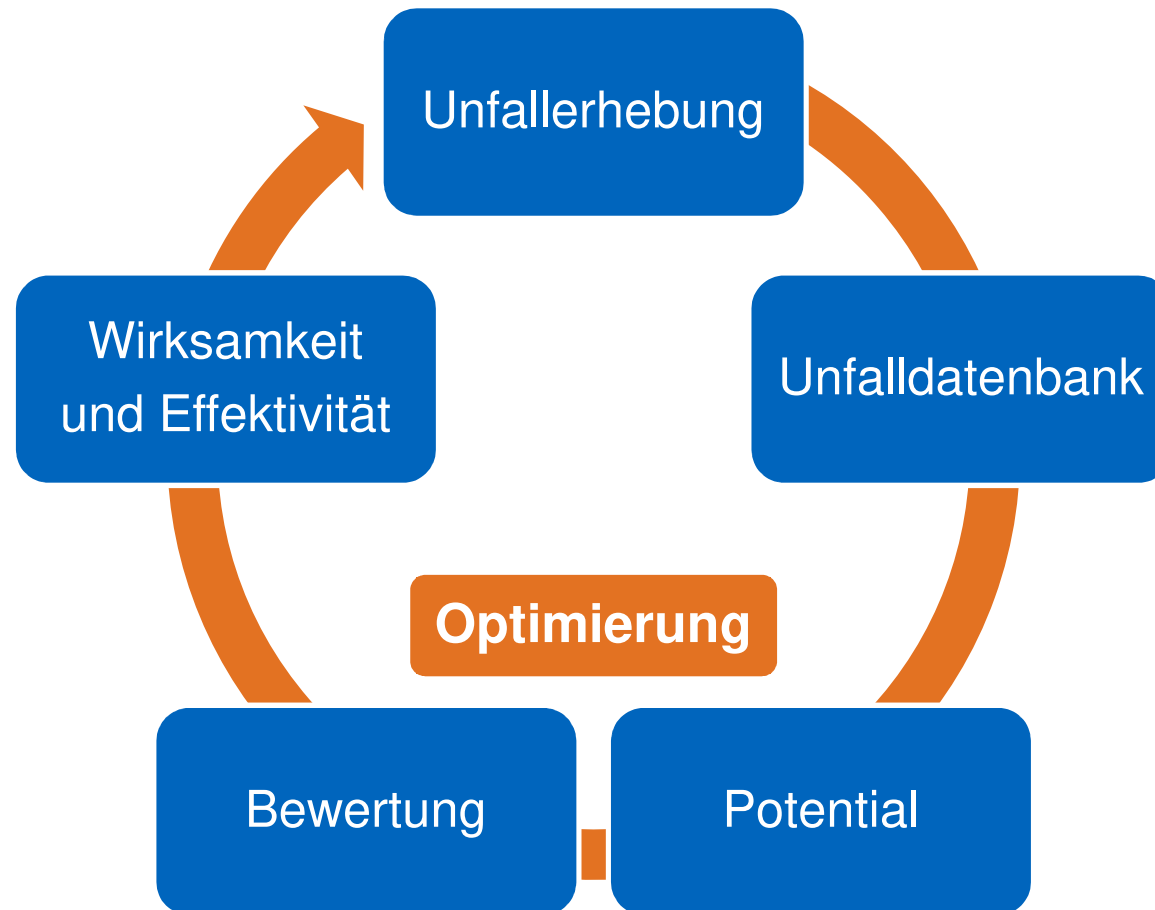 Unfallerhebung
Unfalldatenbank
Potential
Bewertung
Wirksamkeit
und Effektivität
Optimierung